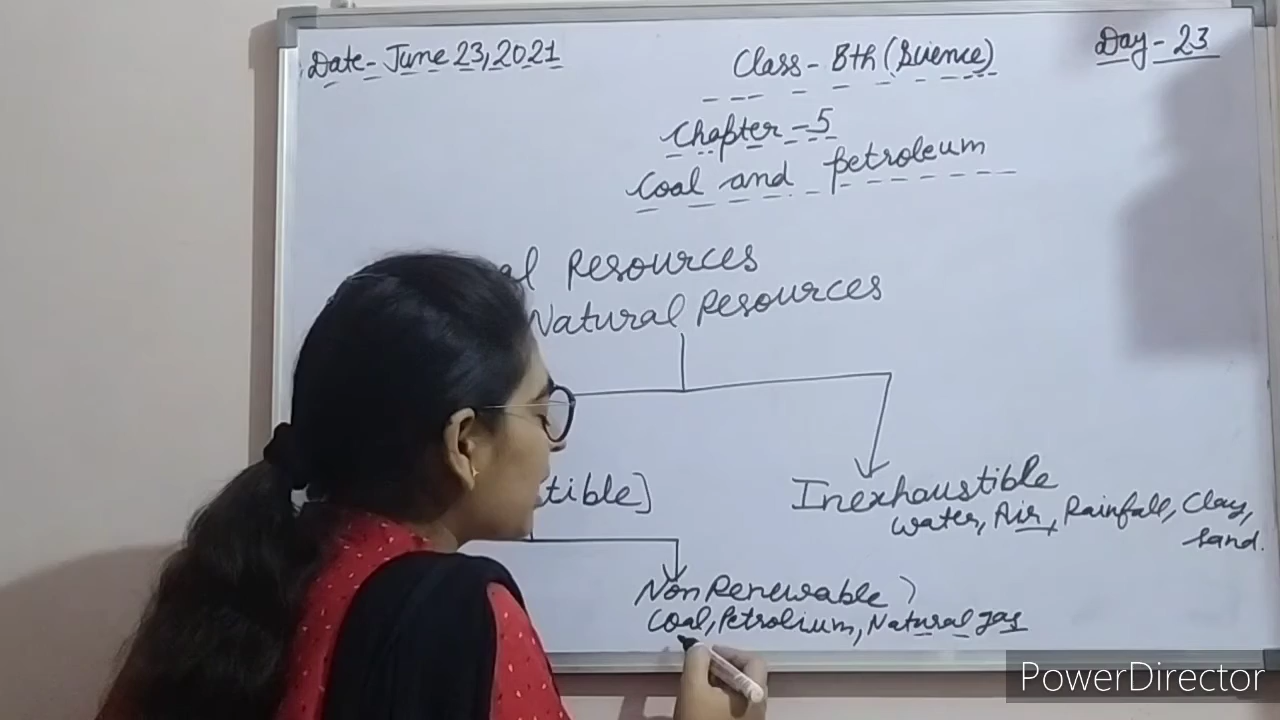 Date- June 23, 2021
Class - 8th (Science)
Day - 23
Chapter - 5
Coal and petroleum
al Resources
Natural Resources
tible]
Inexhaustible
water, Air, Rainfall, Clay,
sand.
Non Renewable
Coal, Petrolium, Natural gas
PowerDirector